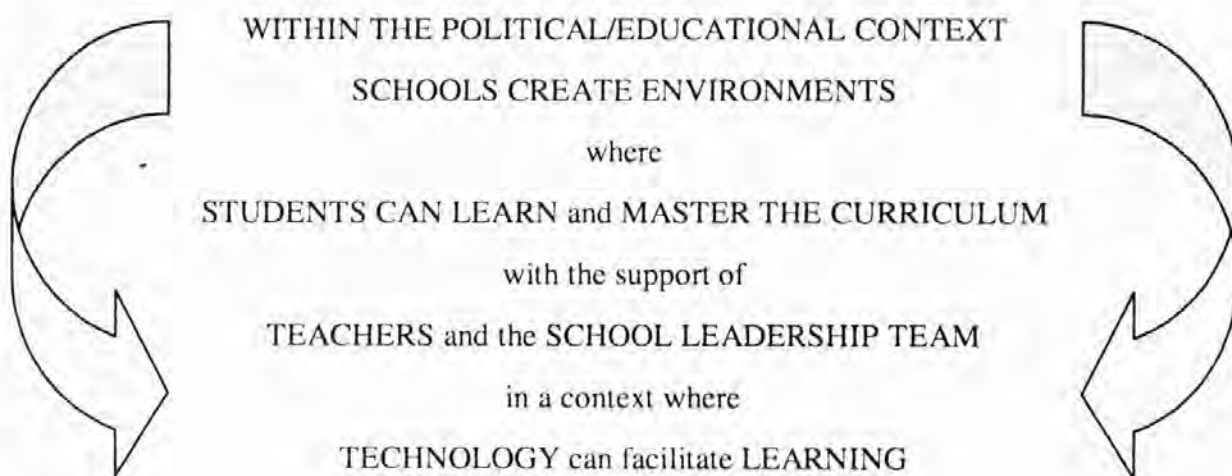 WITHIN THE POLITICAL/EDUCATIONAL CONTEXT
SCHOOLS CREATE ENVIRONMENTS
where
STUDENTS CAN LEARN and MASTER THE CURRICULUM
with the support of
TEACHERS and the SCHOOL LEADERSHIP TEAM
in a context where
TECHNOLOGY can facilitate LEARNING